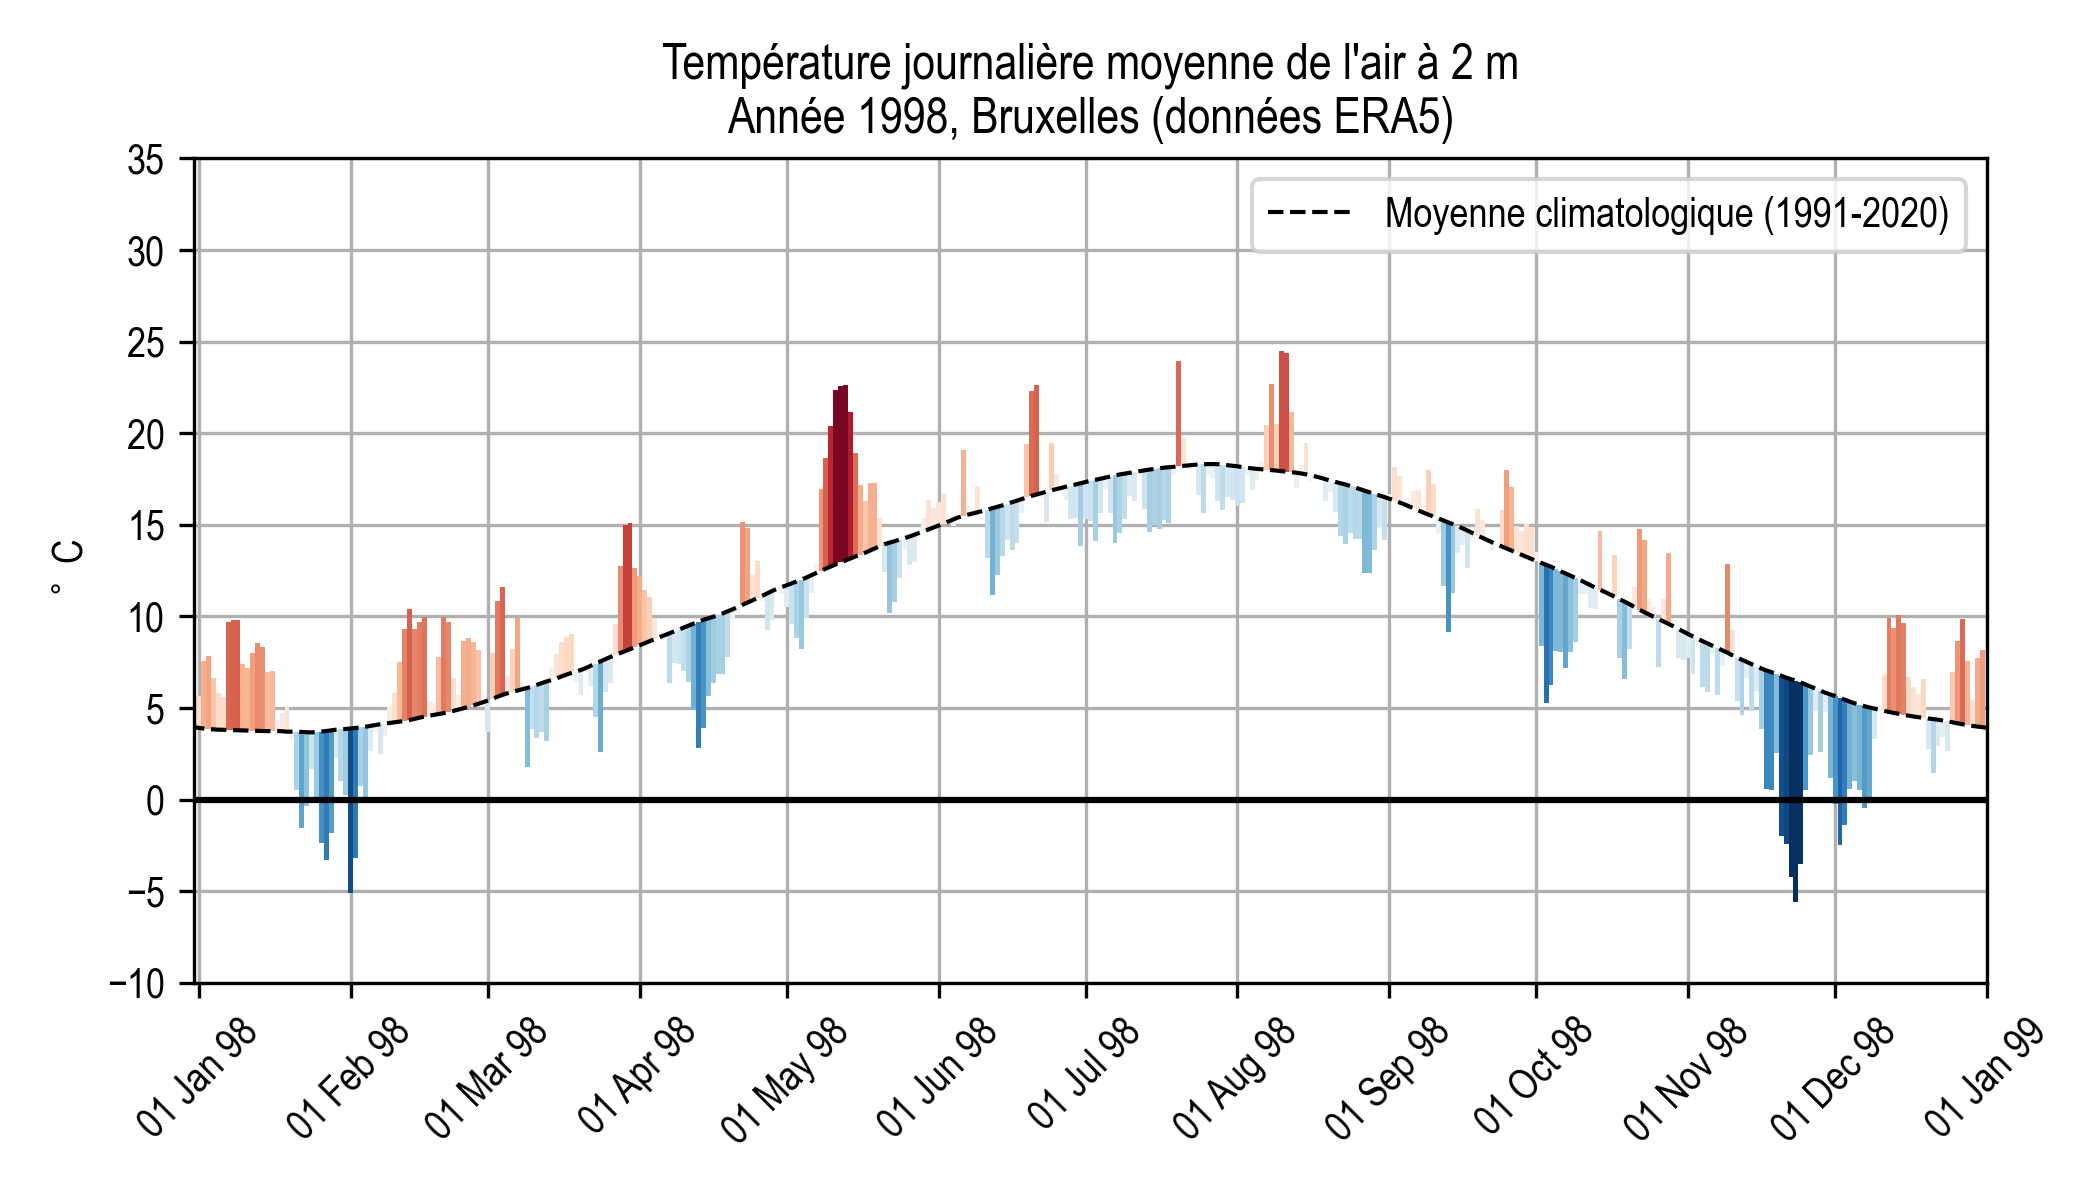 Température journalière moyenne de l'air à 2 m
Année 1998, Bruxelles (données ERA5)
35
30
25
20
15
10
5
0
−5
−10
° C
Moyenne climatologique (1991-2020)
01 Jan 98
01 Feb 98
01 Mar 98
01 Apr 98
01 May 98
01 Jun 98
01 Jul 98
01 Aug 98
01 Sep 98
01 Oct 98
01 Nov 98
01 Dec 98
01 Jan 99